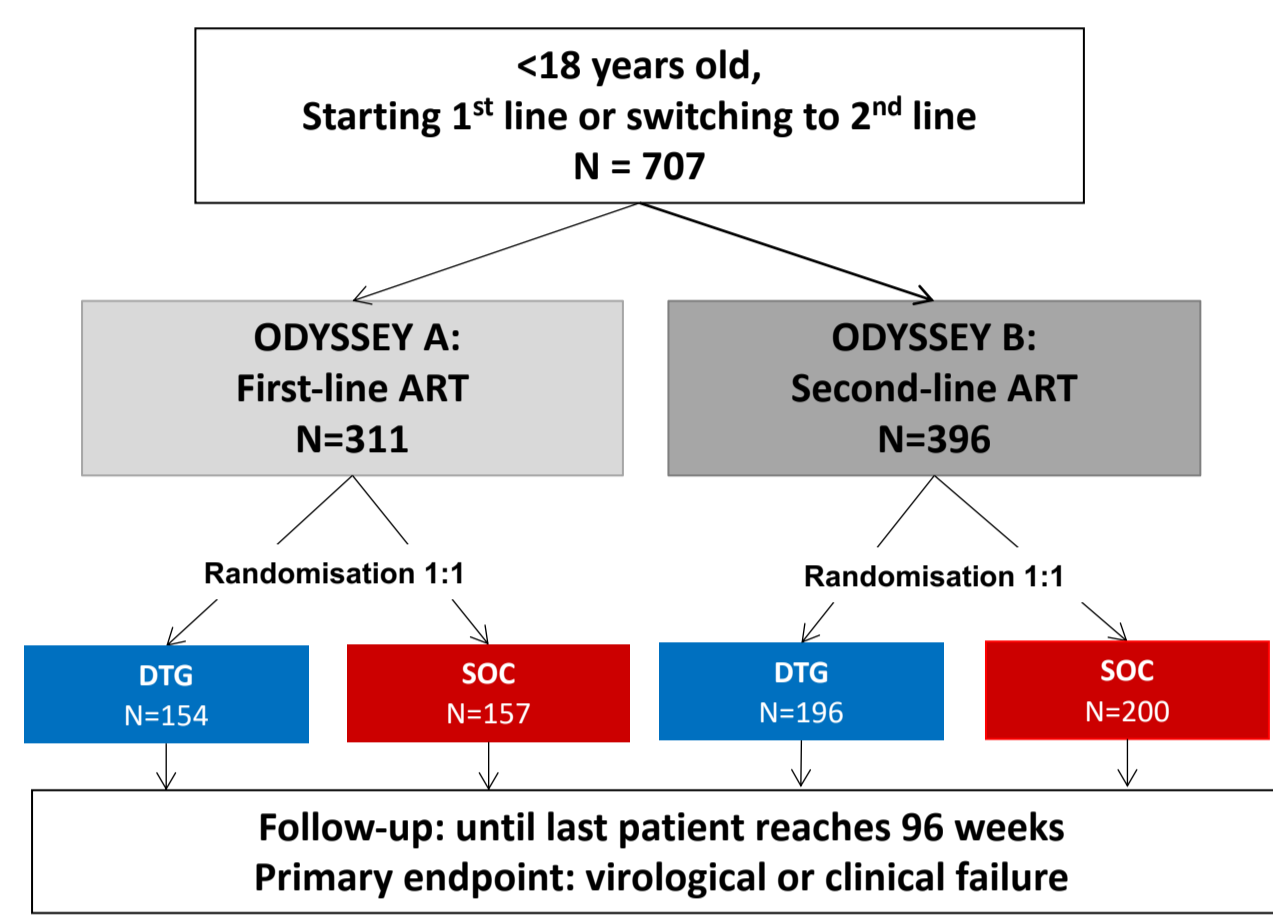 <18 years old,
Starting 1st line or switching to 2nd line
N = 707
ODYSSEY A:
First-line ART
N=311
ODYSSEY B:
Second-line ART
N=396
Randomisation 1:1
Randomisation 1:1
DTG
N=154
SOC
N=157
DTG
N=196
SOC
N=200
Follow-up: until last patient reaches 96 weeks
Primary endpoint: virological or clinical failure